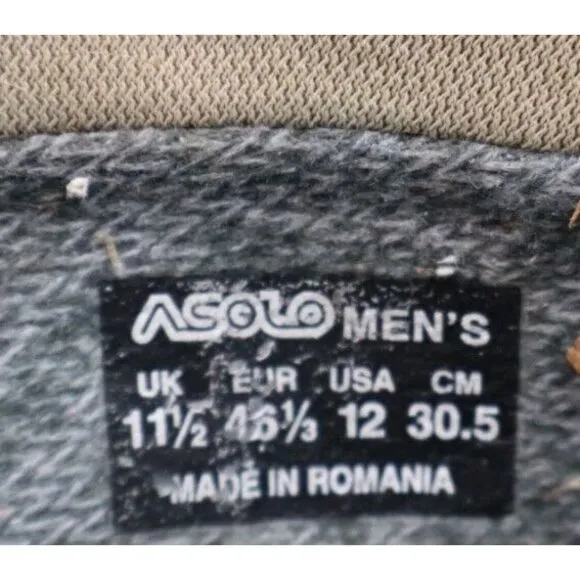 ASOLO MEN'S
UK EUR USA CM
11½ 46⅓ 12 30.5
MADE IN ROMANIA